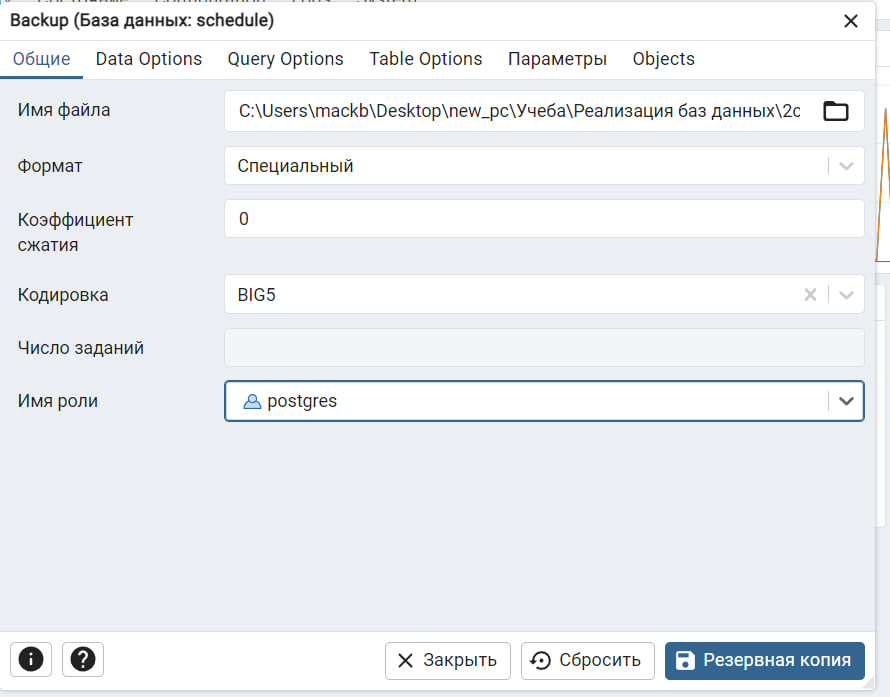 Backup (База данных: schedule)
Общие Data Options Query Options Table Options Параметры Objects
Имя файла C:\Users\mackb\Desktop\new_pc\Учеба\Реализация баз данных\2с
Формат Специальный
Коэффициент сжатия 0
Кодировка BIG5
Число заданий
Имя роли postgres
Закрыть Сбросить Резервная копия